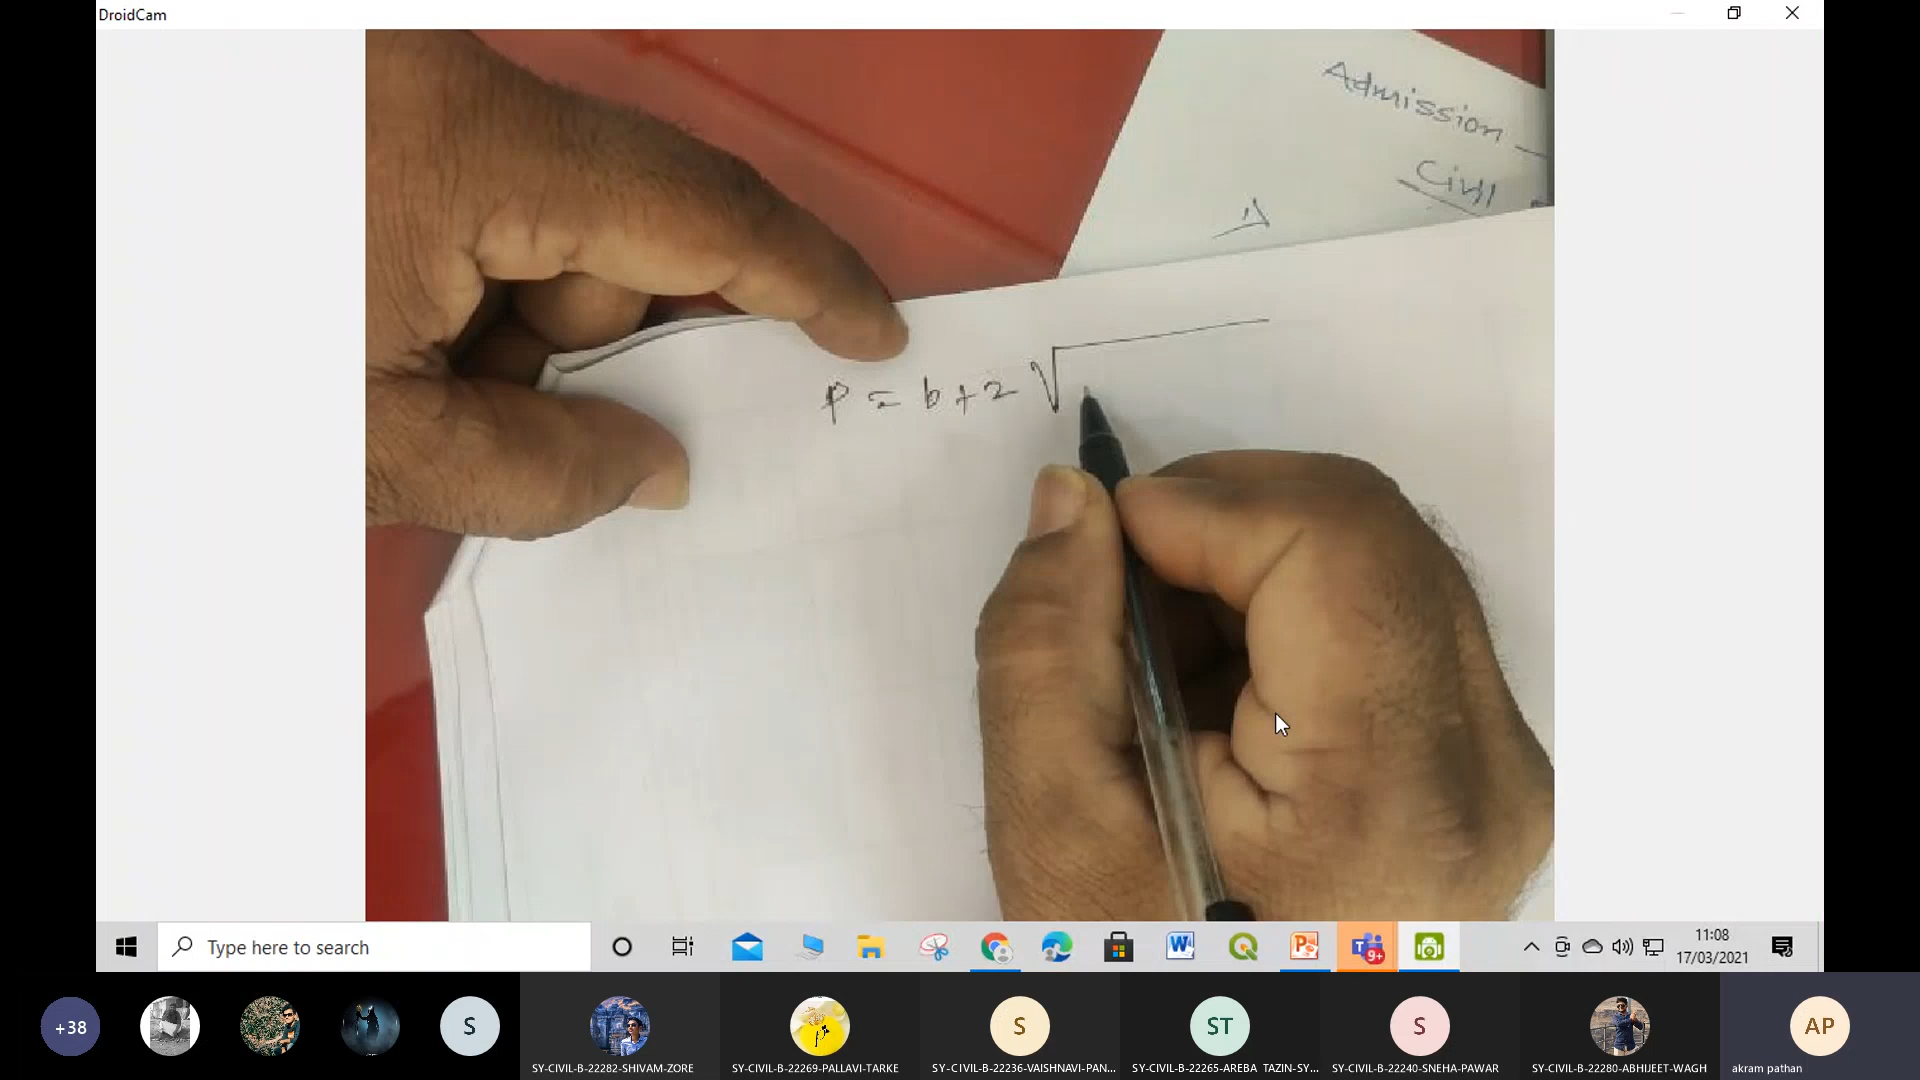 DroidCam
Admission -
Civil
1)
P = b + 2 √
Type here to search
9+
11:08
17/03/2021
+38
S
S
ST
S
AP
SY-CIVIL-B-22282-SHIVAM-ZORE
SY-CIVIL-B-22269-PALLAVI-TARKE
SY-CIVIL-B-22236-VAISHNAVI-PAN...
SY-CIVIL-B-22265-AREBA TAZIN-SY...
SY-CIVIL-B-22240-SNEHA-PAWAR
SY-CIVIL-B-22280-ABHIJEET-WAGH
akram pathan